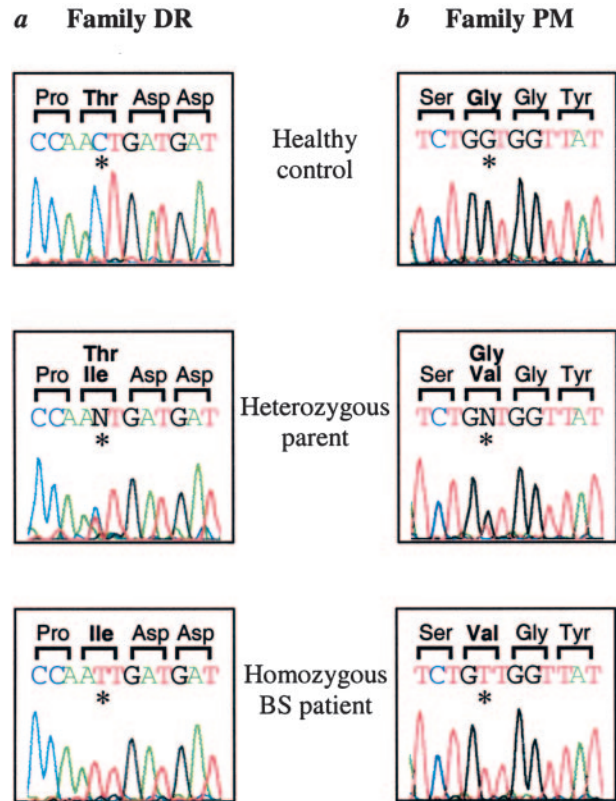 a Family DR
Pro Thr Asp Asp
CCAACTGATGAT
*
Thr
Pro Ile Asp Asp
CCAANTGATGAT
*
Pro Ile Asp Asp
CCAATTGATGAT
*
Healthy
control
Heterozygous
parent
Homozygous
BS patient
b Family PM
Ser Gly Gly Tyr
TCTGGTGGTTAT
*
Gly
Ser Val Gly Tyr
TCTGNTGGTTAT
*
Ser Val Gly Tyr
TCTGTTGGTTAT
*